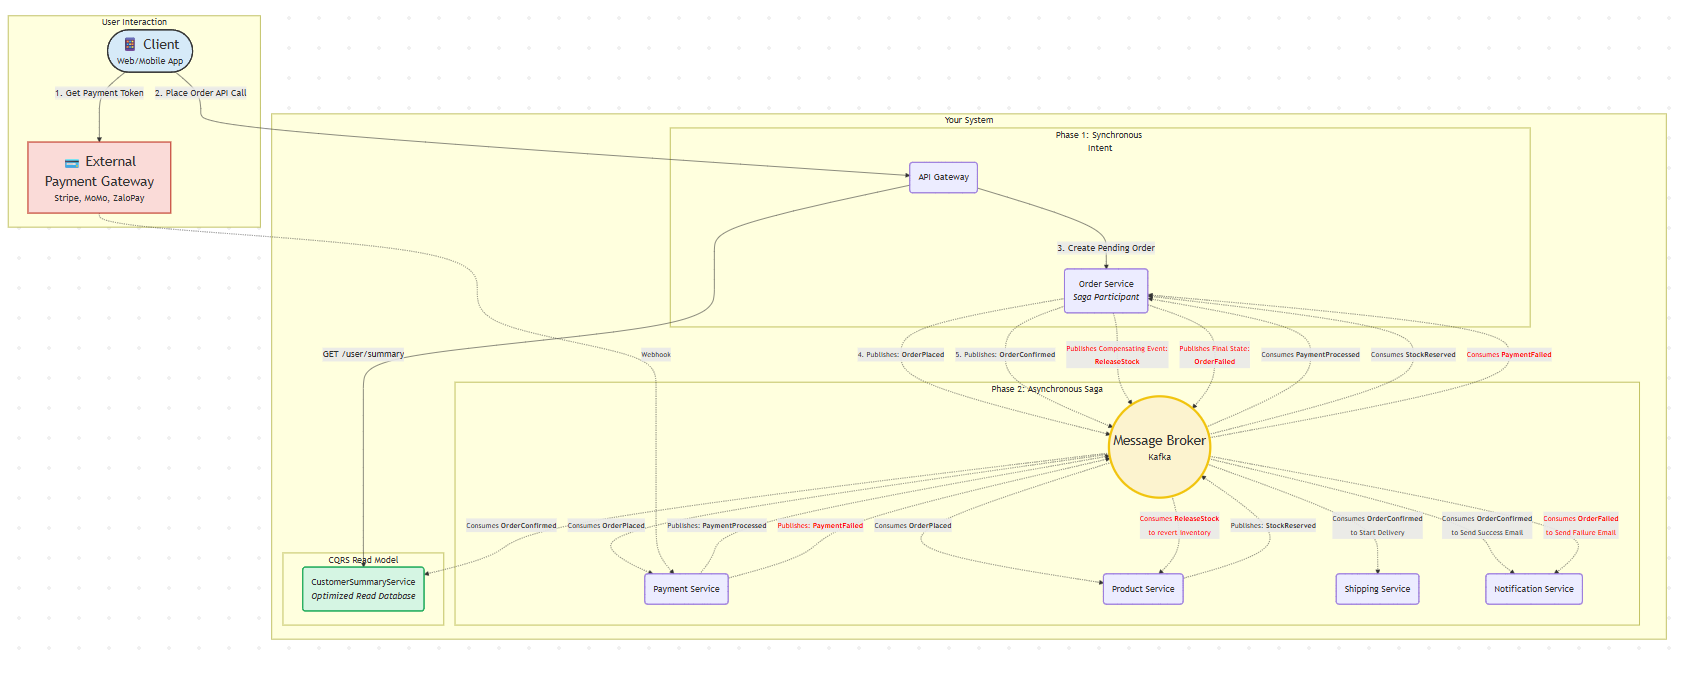 User Interaction
Client
Web/Mobile App
1. Get Payment Token
2. Place Order API Call
External
Payment Gateway
Stripe, MoMo, ZaloPay
Your System
Phase 1: Synchronous
Intent
API Gateway
3. Create Pending Order
Order Service
Saga Participant
GET /user/summary
Webhook
4. Publishes: OrderPlaced
5. Publishes: OrderConfirmed
Publishes Compensating Event:
ReleaseStock
Publishes Final State:
OrderFailed
Consumes PaymentProcessed
Consumes StockReserved
Consumes PaymentFailed
Phase 2: Asynchronous Saga
Message Broker
Kafka
Consumes OrderConfirmed
Consumes OrderPlaced
Publishes: PaymentProcessed
Publishes: PaymentFailed
Consumes OrderPlaced
Consumes ReleaseStock
to revert inventory
Publishes: StockReserved
Consumes OrderConfirmed
to Start Delivery
Consumes OrderConfirmed
to Send Success Email
Consumes OrderFailed
to Send Failure Email
CQRS Read Model
CustomerSummaryService
Optimized Read Database
Payment Service
Product Service
Shipping Service
Notification Service